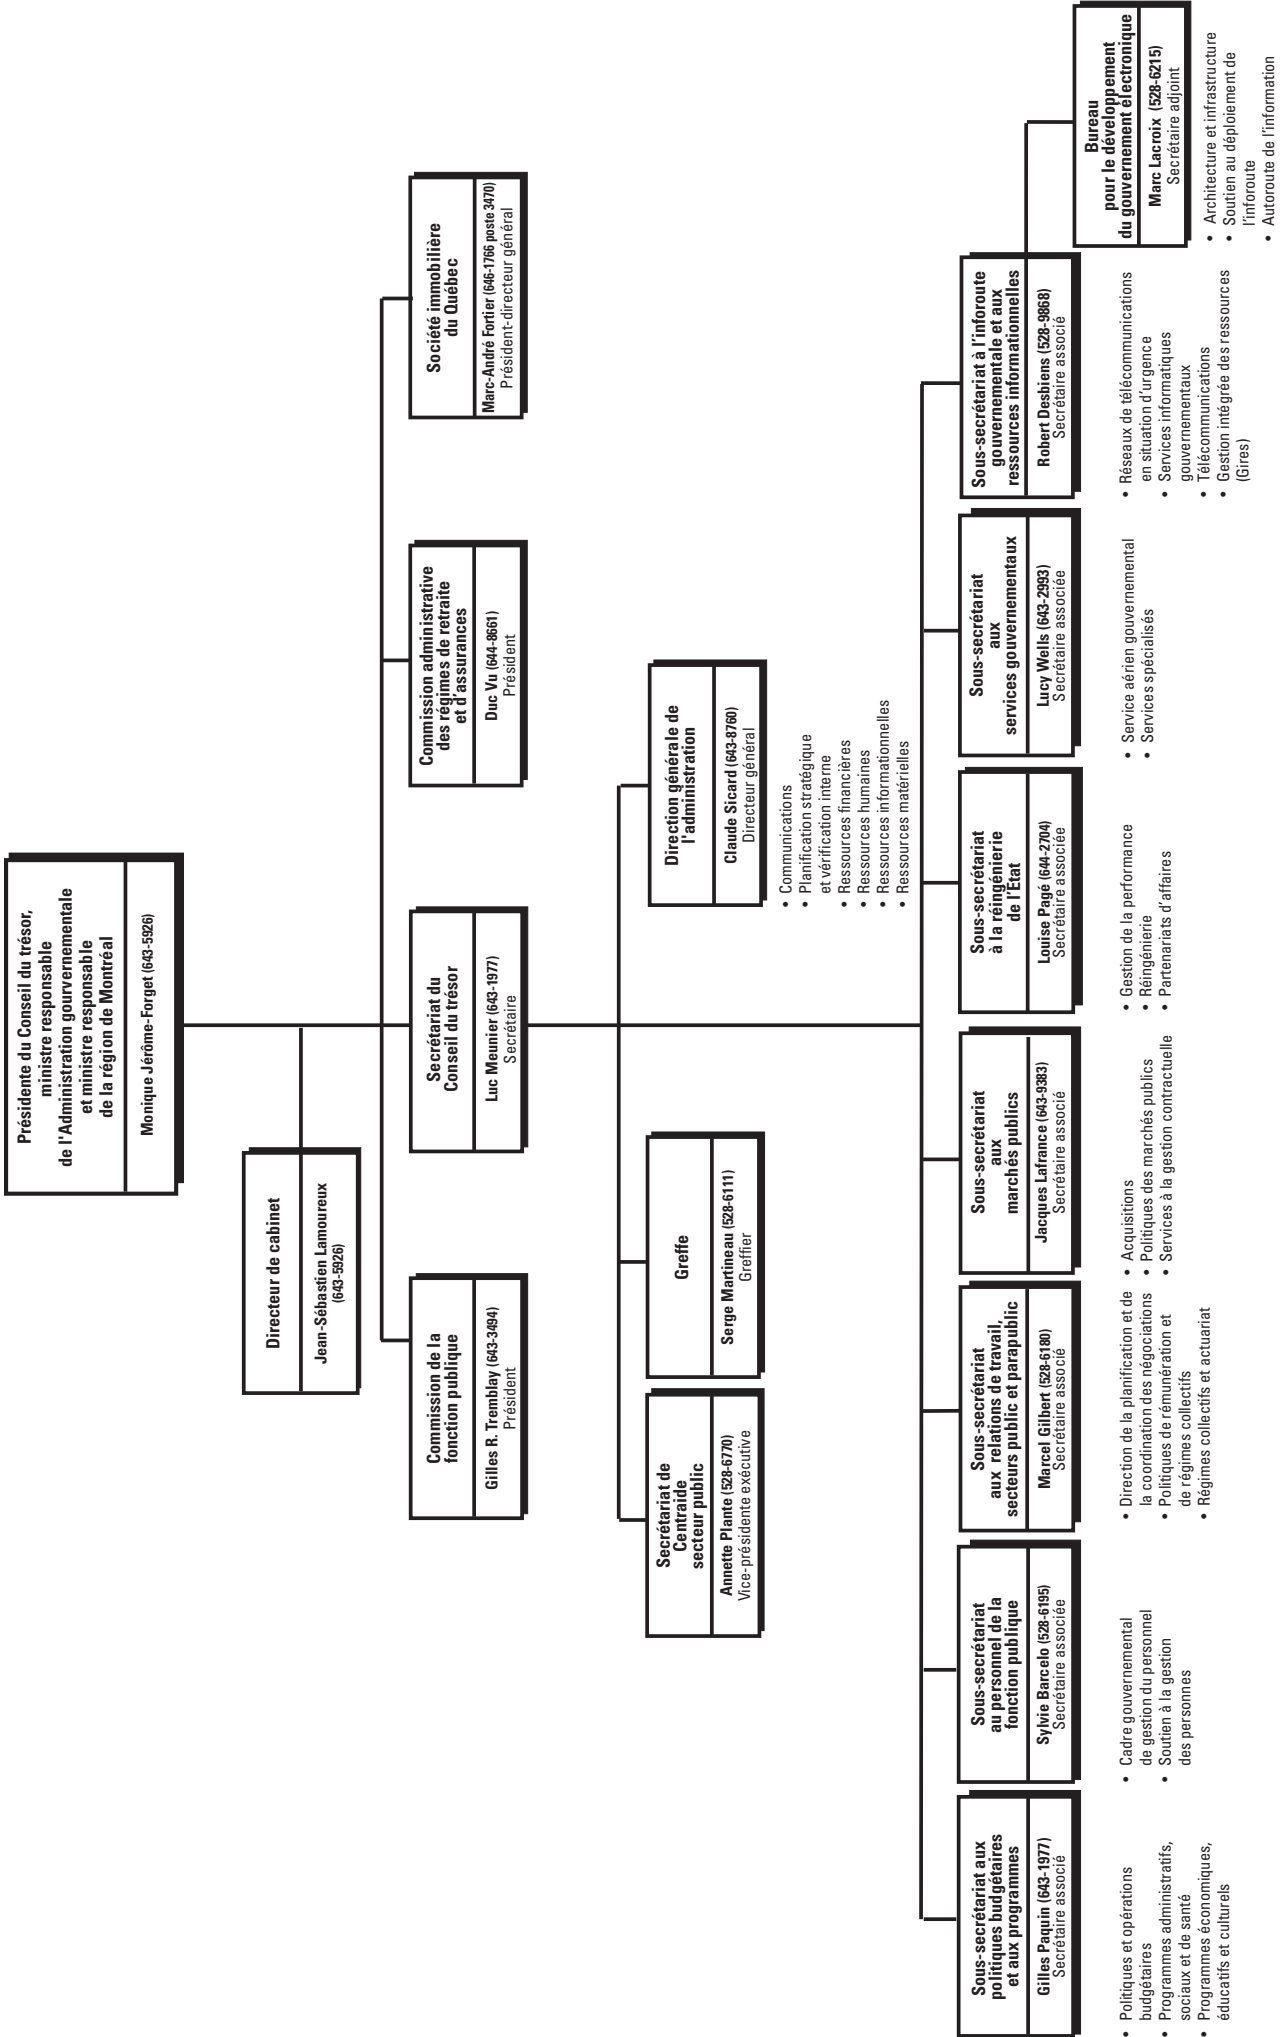 Présidente du Conseil du trésor,
ministre responsable
de l'Administration gourvernementale
et ministre responsable
de la région de Montréal
Monique Jérôme-Forget (643-5926)
Directeur de cabinet
Jean-Sébastien Lamoureux
(643-5926)
Commission de la
fonction publique
Gilles R. Tremblay (643-3494)
Président
Secrétariat du
Conseil du trésor
Luc Meunier (643-1977)
Secrétaire
Commission administrative
des régimes de retraite
et d'assurances
Duc Vu (644-8661)
Président
Société immobilière
du Québec
Marc-André Fortier (646-1766 poste 3470)
Président-directeur général
Secrétariat de
Centraide
secteur public
Annette Plante (528-6770)
Vice-présidente exécutive
Greffe
Serge Martineau (528-6111)
Greffier
Direction générale de
l'administration
Claude Sicard (643-8760)
Directeur général
• Communications
• Planification stratégique
et vérification interne
• Ressources financières
• Ressources humaines
• Ressources informationnelles
• Ressources matérielles
Sous-secrétariat aux
politiques budgétaires
et aux programmes
Gilles Paquin (643-1977)
Secrétaire associé
• Politiques et opérations
budgétaires
• Programmes administratifs,
sociaux et de santé
• Programmes économiques,
éducatifs et culturels
Sous-secrétariat
au personnel de la
fonction publique
Sylvie Barcelo (528-6195)
Secrétaire associée
• Cadre gouvernemental
de gestion du personnel
• Soutien à la gestion
des personnes
Sous-secrétariat
aux relations de travail,
secteurs public et parapublic
Marcel Gilbert (528-6180)
Secrétaire associé
• Direction de la planification et de
la coordination des négociations
• Politiques de rémunération et
de régimes collectifs
• Régimes collectifs et actuariat
Sous-secrétariat
aux
marchés publics
Jacques Lafrance (643-9383)
Secrétaire associé
• Acquisitions
• Politiques des marchés publics
• Services à la gestion contractuelle
Sous-secrétariat
à la réingénierie
de l'État
Louise Pagé (644-2704)
Secrétaire associée
• Gestion de la performance
• Réingénierie
• Partenariats d'affaires
Sous-secrétariat
aux
services gouvernementaux
Lucy Wells (643-2993)
Secrétaire associée
• Service aérien gouvernemental
• Services spécialisés
Sous-secrétariat à l'inforoute
gouvernementale et aux
ressources informationnelles
Robert Desbiens (528-9868)
Secrétaire associé
• Réseaux de télécommunications
en situation d'urgence
• Services informatiques
gouvernementaux
• Télécommunications
• Gestion intégrée des ressources
(Gires)
Bureau
pour le développement
du gouvernement électronique
Marc Lacroix (528-6215)
Secrétaire adjoint
• Architecture et infrastructure
• Soutien au déploiement de
l'inforoute
• Autoroute de l'information